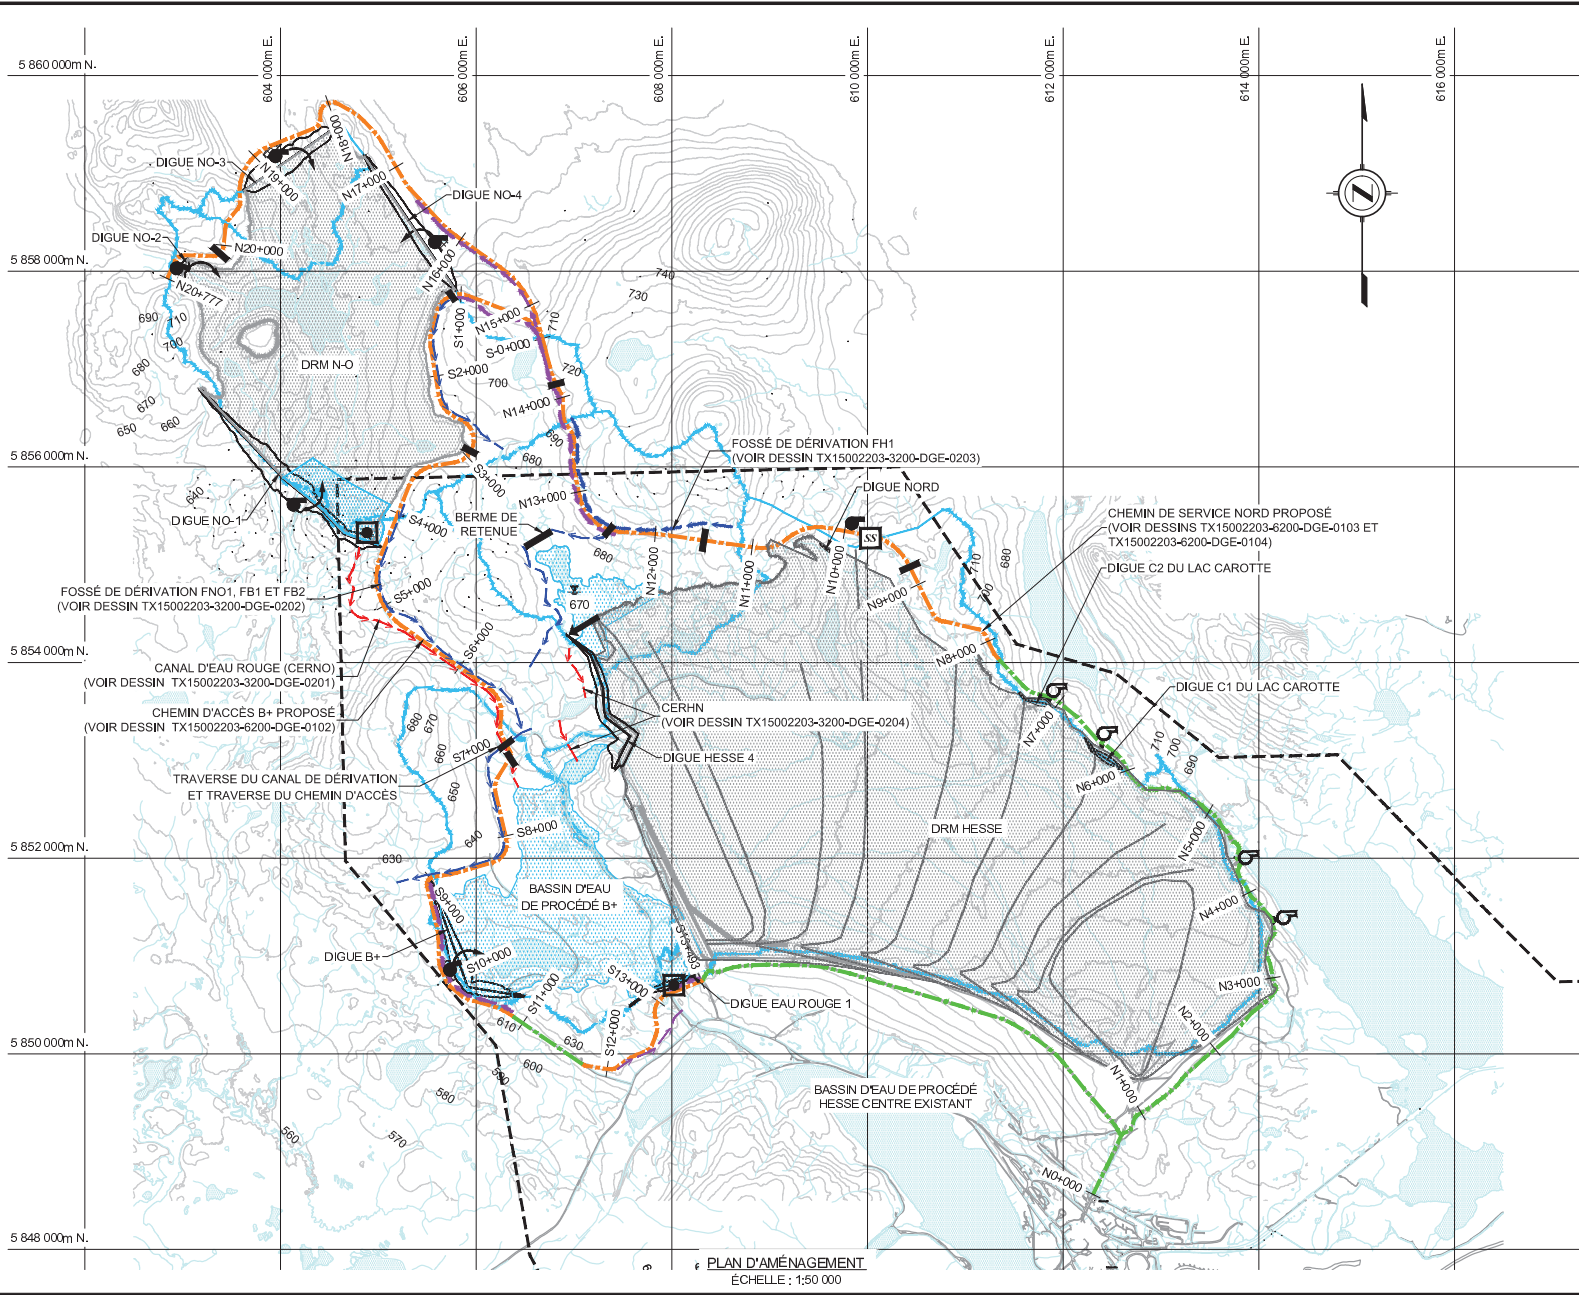 604 000m E.
606 000m E.
608 000m E.
610 000m E.
612 000m E.
614 000m E.
616 000m E.
5 860 000m N.
5 858 000m N.
5 856 000m N.
5 854 000m N.
5 852 000m N.
5 850 000m N.
5 848 000m N.
Z
DIGUE NO-3
N19+000
N18+000
N17+000
DIGUE NO-4
DIGUE NO-2
N20+000
N20+777
N16+000
740
730
690
710
700
680
670
660
650
640
DRM N-O
S1+000
N15+000
S-0+000
710
720
S2+000
700
N14+000
690
680
FOSSÉ DE DÉRIVATION FH1
(VOIR DESSIN TX15002203-3200-DGE-0203)
S3+000
N13+000
DIGUE NORD
DIGUE NO-1
S4+000
BERME DE
RETENUE
680
SS
CHEMIN DE SERVICE NORD PROPOSÉ
(VOIR DESSINS TX15002203-6200-DGE-0103 ET
TX15002203-6200-DGE-0104)
N12+000
N11+000
N10+000
N9+000
710
680
700
DIGUE C2 DU LAC CAROTTE
FOSSÉ DE DÉRIVATION FNO1, FB1 ET FB2
(VOIR DESSIN TX15002203-3200-DGE-0202)
S5+000
670
S6+000
N8+000
CANAL D'EAU ROUGE (CERNO)
(VOIR DESSIN TX15002203-3200-DGE-0201)
DIGUE C1 DU LAC CAROTTE
CHEMIN D'ACCÈS B+ PROPOSÉ
(VOIR DESSIN TX15002203-6200-DGE-0102)
680
670
660
650
640
630
CERHN
(VOIR DESSIN TX15002203-3200-DGE-0204)
N7+000
710
700
690
S7+000
DIGUE HESSE 4
TRAVERSE DU CANAL DE DÉRIVATION
ET TRAVERSE DU CHEMIN D'ACCÈS
N6+000
S8+000
DRM HESSE
N5+000
BASSIN D'EAU
DE PROCÉDÉ B+
S9+000
N4+000
DIGUE B+
S10+000
S13+493
S13+000
S11+000
N3+000
DIGUE EAU ROUGE 1
N2+000
610
630
S12+000
600
590
580
N1+000
BASSIN D'EAU DE PROCÉDÉ
HESSE CENTRE EXISTANT
560
570
N0+000
PLAN D'AMÉNAGEMENT
ÉCHELLE : 1:50 000